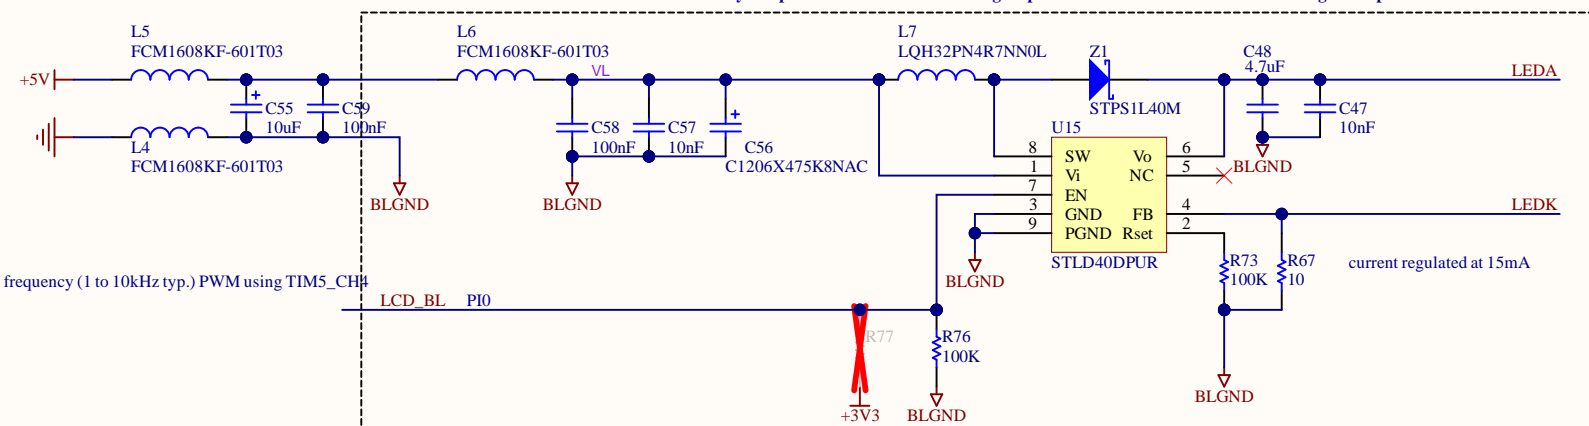 L5
FCM1608KF-601T03
L6
FCM1608KF-601T03
L7
LQH32PN4R7NN0L
Z1
C48
4.7uF
+5V
VL
LEDA
C55
10uF
C59
100nF
STPS1L40M
C47
10nF
L4
FCM1608KF-601T03
C58
100nF
C57
10nF
C56
C1206X475K8NAC
U15
8 SW Vo 6
1 Vi NC 5
7 EN
3 GND FB 4
9 PGND Rset 2
STLD40DPUR
BLGND
LEDK
BLGND
BLGND
BLGND
R73
100K
R67
10
current regulated at 15mA
frequency (1 to 10kHz typ.) PWM using TIM5_CH4
LCD_BL PI0
R77
R76
100K
+3V3
BLGND
BLGND